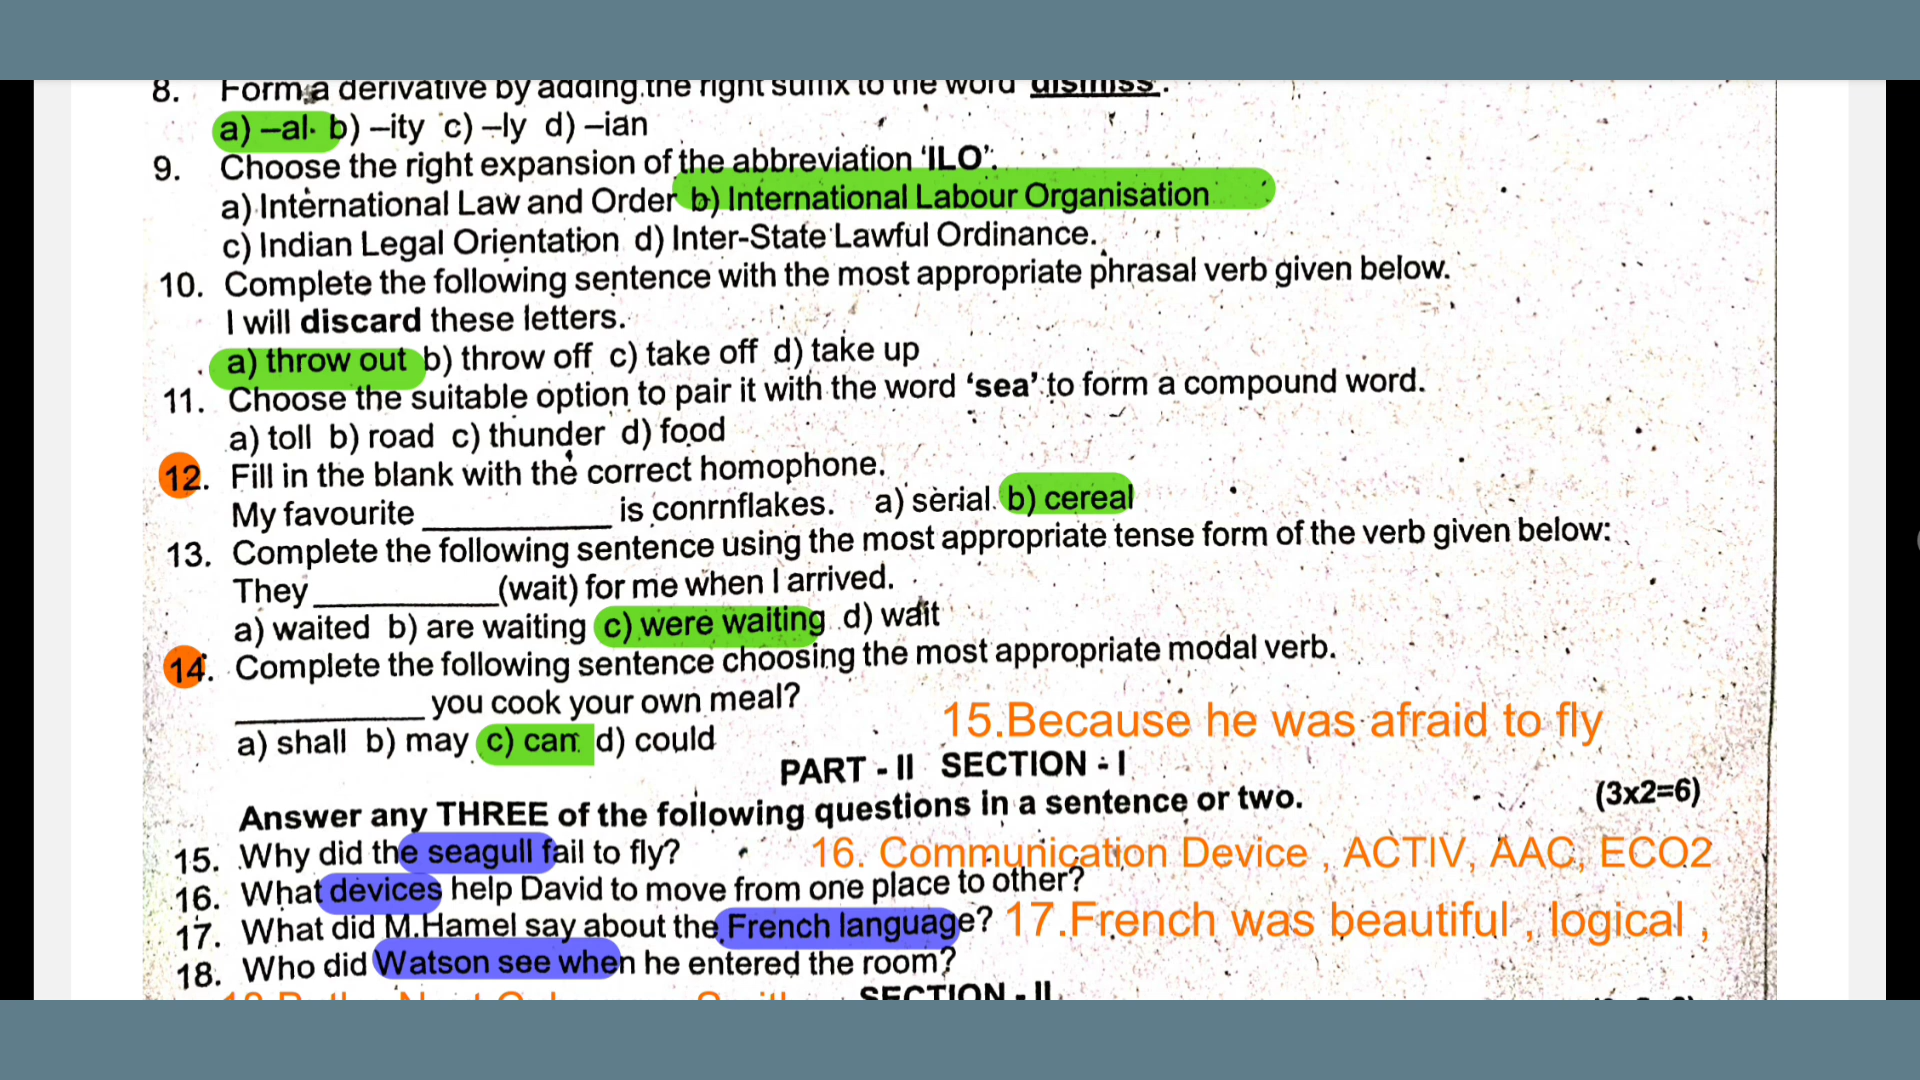 8. Form a derivative by adding the right suffix to the word dismiss.
a) –al b) –ity c) –ly d) –ian
9. Choose the right expansion of the abbreviation ‘ILO’.
a) International Law and Order b) International Labour Organisation
c) Indian Legal Orientation d) Inter-State Lawful Ordinance.
10. Complete the following sentence with the most appropriate phrasal verb given below.
I will discard these letters.
a) throw out b) throw off c) take off d) take up
11. Choose the suitable option to pair it with the word ‘sea’ to form a compound word.
a) toll b) road c) thunder d) food
12. Fill in the blank with the correct homophone.
My favourite ____________ is conrnflakes. a) serial b) cereal
13. Complete the following sentence using the most appropriate tense form of the verb given below:
They ____________ (wait) for me when I arrived.
a) waited b) are waiting c) were waiting d) wait
14. Complete the following sentence choosing the most appropriate modal verb.
____________ you cook your own meal?
15.Because he was afraid to fly
a) shall b) may c) can d) could
PART - II SECTION - I
Answer any THREE of the following questions in a sentence or two. (3x2=6)
15. Why did the seagull fail to fly?
16. Communication Device , ACTIV, AAC, ECO2
16. What devices help David to move from one place to other?
17. What did M.Hamel say about the French language? 17.French was beautiful , logical ,
18. Who did Watson see when he entered the room?
SECTION - II